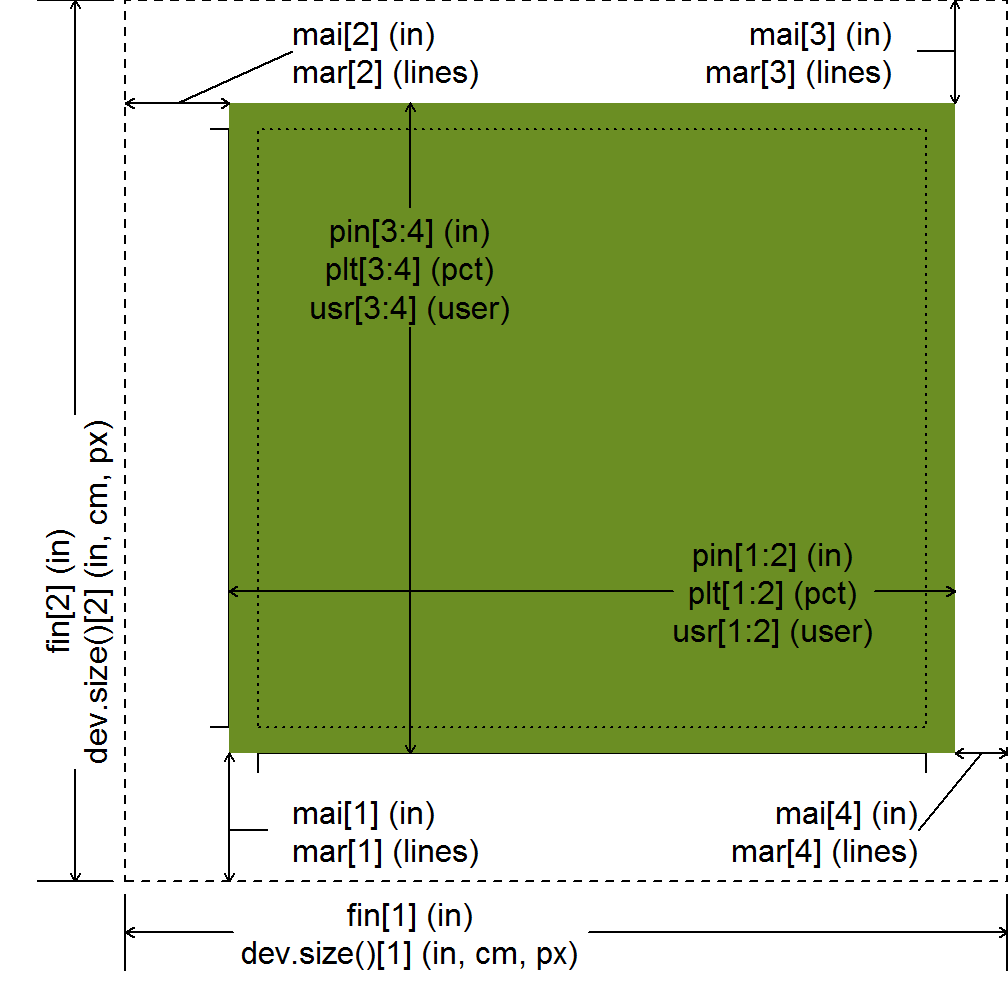 mai[2] (in)
mar[2] (lines)
mai[3] (in)
mar[3] (lines)
pin[3:4] (in)
plt[3:4] (pct)
usr[3:4] (user)
fin[2] (in)
dev.size()[2] (in, cm, px)
pin[1:2] (in)
plt[1:2] (pct)
usr[1:2] (user)
mai[1] (in)
mar[1] (lines)
mai[4] (in)
mar[4] (lines)
fin[1] (in)
dev.size()[1] (in, cm, px)